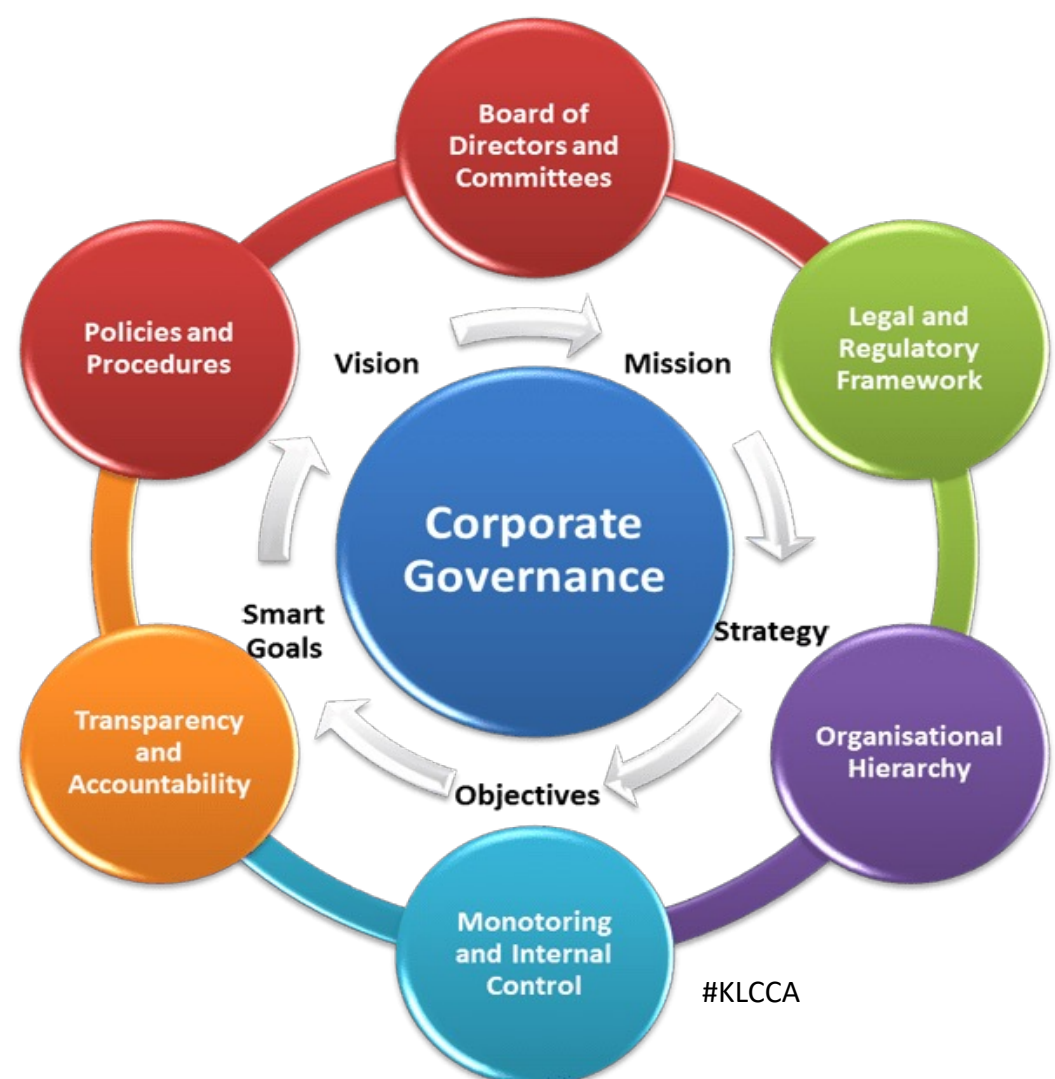 Board of
Directors and
Committees
Policies and
Procedures
Legal and
Regulatory
Framework
Vision
Mission
Corporate
Governance
Smart
Goals
Strategy
Transparency
and
Accountability
Organisational
Hierarchy
Objectives
Monotoring
and Internal
Control
#KLCCA